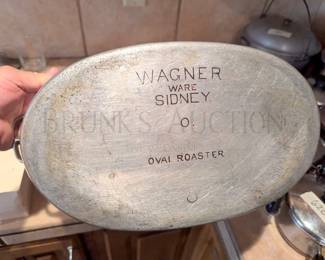 WAGNER
WARE
SIDNEY
O
BRUNK'S AUCTION
OVAL ROASTER